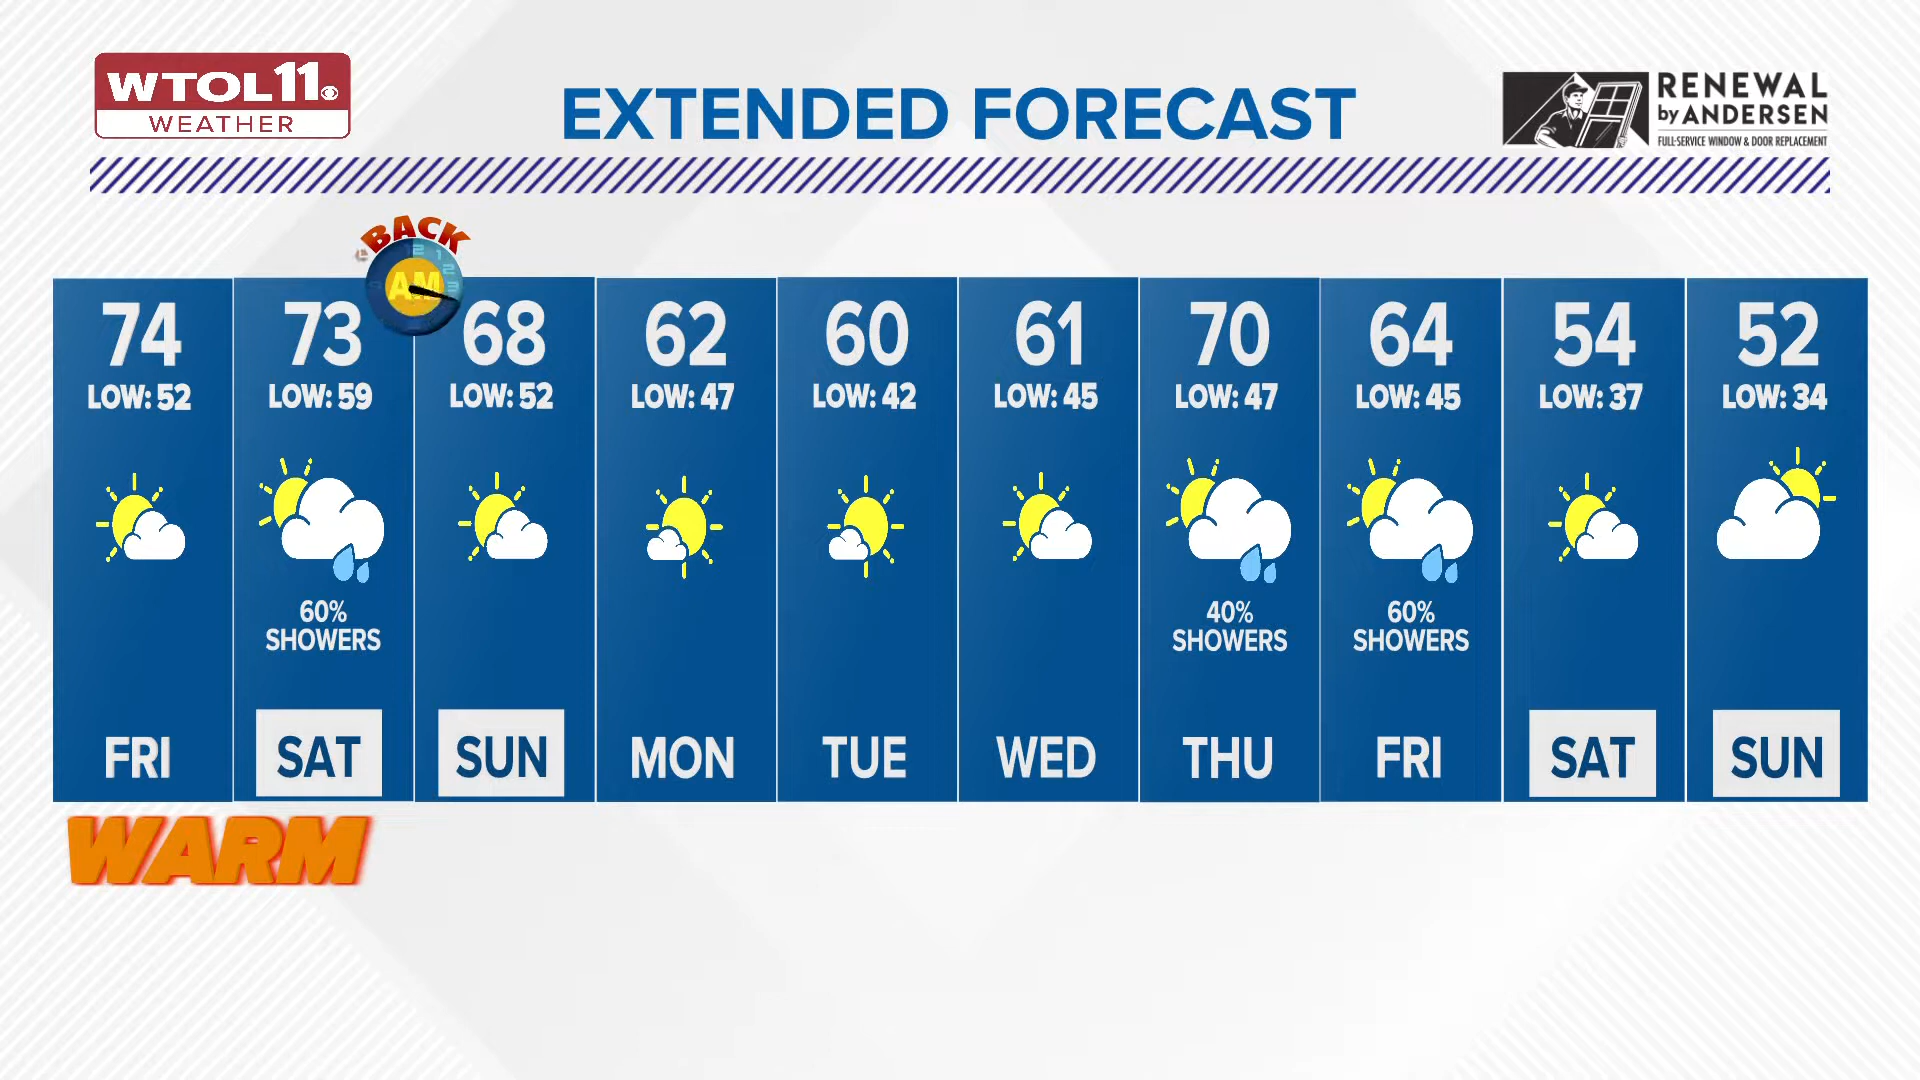 WTOL11
WEATHER
EXTENDED FORECAST
RENEWAL
by ANDERSEN
FULL-SERVICE WINDOW & DOOR REPLACEMENT
BACK
AM
74
LOW: 52
FRI
73
LOW: 59
60%
SHOWERS
SAT
68
LOW: 52
SUN
62
LOW: 47
MON
60
LOW: 42
TUE
61
LOW: 45
WED
70
LOW: 47
40%
SHOWERS
THU
64
LOW: 45
60%
SHOWERS
FRI
54
LOW: 37
SAT
52
LOW: 34
SUN
WARM